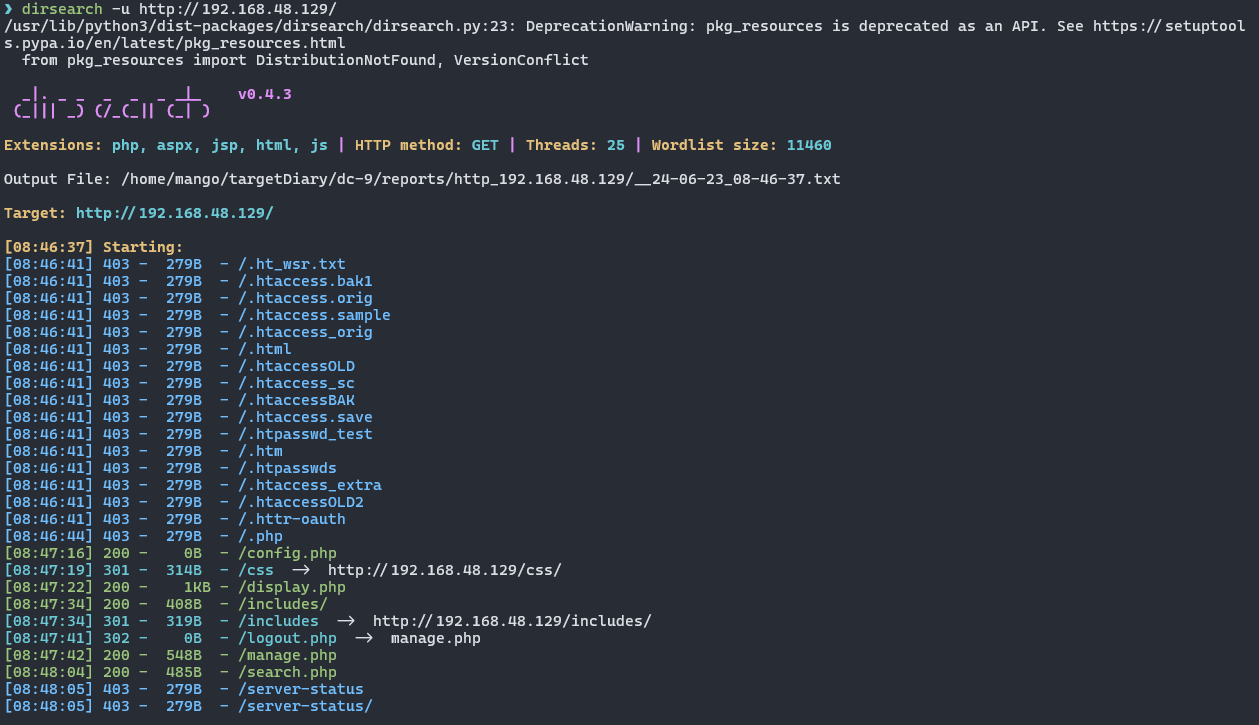 ❯ dirsearch -u http://192.168.48.129/
/usr/lib/python3/dist-packages/dirsearch/dirsearch.py:23: DeprecationWarning: pkg_resources is deprecated as an API. See https://setuptool
s.pypa.io/en/latest/pkg_resources.html
  from pkg_resources import DistributionNotFound, VersionConflict
  _|. _ _  _  _  _ _|_    v0.4.3
 (_||| _) (/_(_|| (_| )
Extensions: php, aspx, jsp, html, js | HTTP method: GET | Threads: 25 | Wordlist size: 11460
Output File: /home/mango/targetDiary/dc-9/reports/http_192.168.48.129/__24-06-23_08-46-37.txt
Target: http://192.168.48.129/
[08:46:37] Starting:
[08:46:41] 403 -  279B  - /.ht_wsr.txt
[08:46:41] 403 -  279B  - /.htaccess.bak1
[08:46:41] 403 -  279B  - /.htaccess.orig
[08:46:41] 403 -  279B  - /.htaccess.sample
[08:46:41] 403 -  279B  - /.htaccess_orig
[08:46:41] 403 -  279B  - /.html
[08:46:41] 403 -  279B  - /.htaccessOLD
[08:46:41] 403 -  279B  - /.htaccess_sc
[08:46:41] 403 -  279B  - /.htaccessBAK
[08:46:41] 403 -  279B  - /.htaccess.save
[08:46:41] 403 -  279B  - /.htpasswd_test
[08:46:41] 403 -  279B  - /.htm
[08:46:41] 403 -  279B  - /.htpasswds
[08:46:41] 403 -  279B  - /.htaccess_extra
[08:46:41] 403 -  279B  - /.htaccessOLD2
[08:46:41] 403 -  279B  - /.httr-oauth
[08:46:44] 403 -  279B  - /.php
[08:47:16] 200 -    0B  - /config.php
[08:47:19] 301 -  314B  - /css  ->  http://192.168.48.129/css/
[08:47:22] 200 -    1KB - /display.php
[08:47:34] 200 -  408B  - /includes/
[08:47:34] 301 -  319B  - /includes  ->  http://192.168.48.129/includes/
[08:47:41] 302 -    0B  - /logout.php  ->  manage.php
[08:47:42] 200 -  548B  - /manage.php
[08:48:04] 200 -  485B  - /search.php
[08:48:05] 403 -  279B  - /server-status
[08:48:05] 403 -  279B  - /server-status/